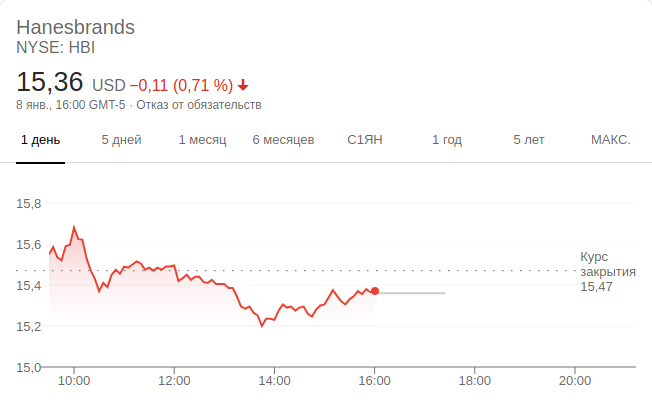 Hanesbrands
NYSE: HBI
15,36 USD −0,11 (0,71 %)
8 янв., 16:00 GMT-5 · Отказ от обязательств
1 день 5 дней 1 месяц 6 месяцев С1ЯН 1 год 5 лет МАКС.
15,8
15,6
Курс
закрытия
15,47
15,4
15,2
15,0
10:00 12:00 14:00 16:00 18:00 20:00